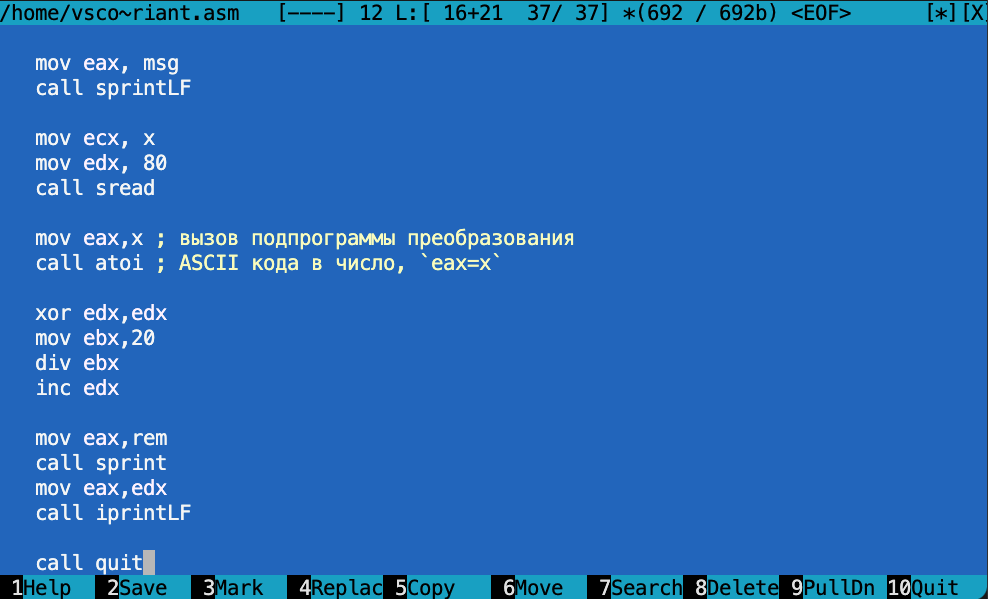 /home/vsco~riant.asm [----] 12 L:[ 16+21 37/ 37] *(692 / 692b) <EOF> [*][X]
mov eax, msg
call sprintLF
mov ecx, x
mov edx, 80
call sread
mov eax,x ; вызов подпрограммы преобразования
call atoi ; ASCII кода в число, `eax=x`
xor edx,edx
mov ebx,20
div ebx
inc edx
mov eax,rem
call sprint
mov eax,edx
call iprintLF
call quit
1Help 2Save 3Mark 4Replac 5Copy 6Move 7Search 8Delete 9PullDn 10Quit